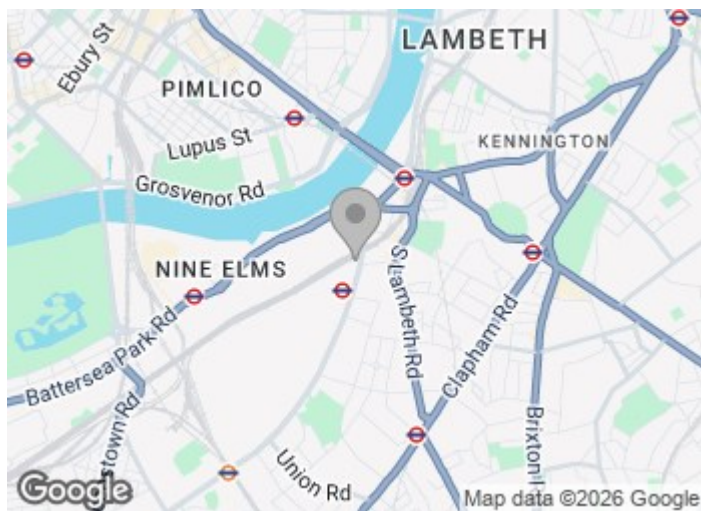 LAMBETH
Ebury St
PIMLICO
Lupus St
KENNINGTON
Grosvenor Rd
NINE ELMS
S Lambeth Rd
Battersea Park Rd
Clapham Rd
Brixton
Union Rd
Google
Map data ©2026 Google